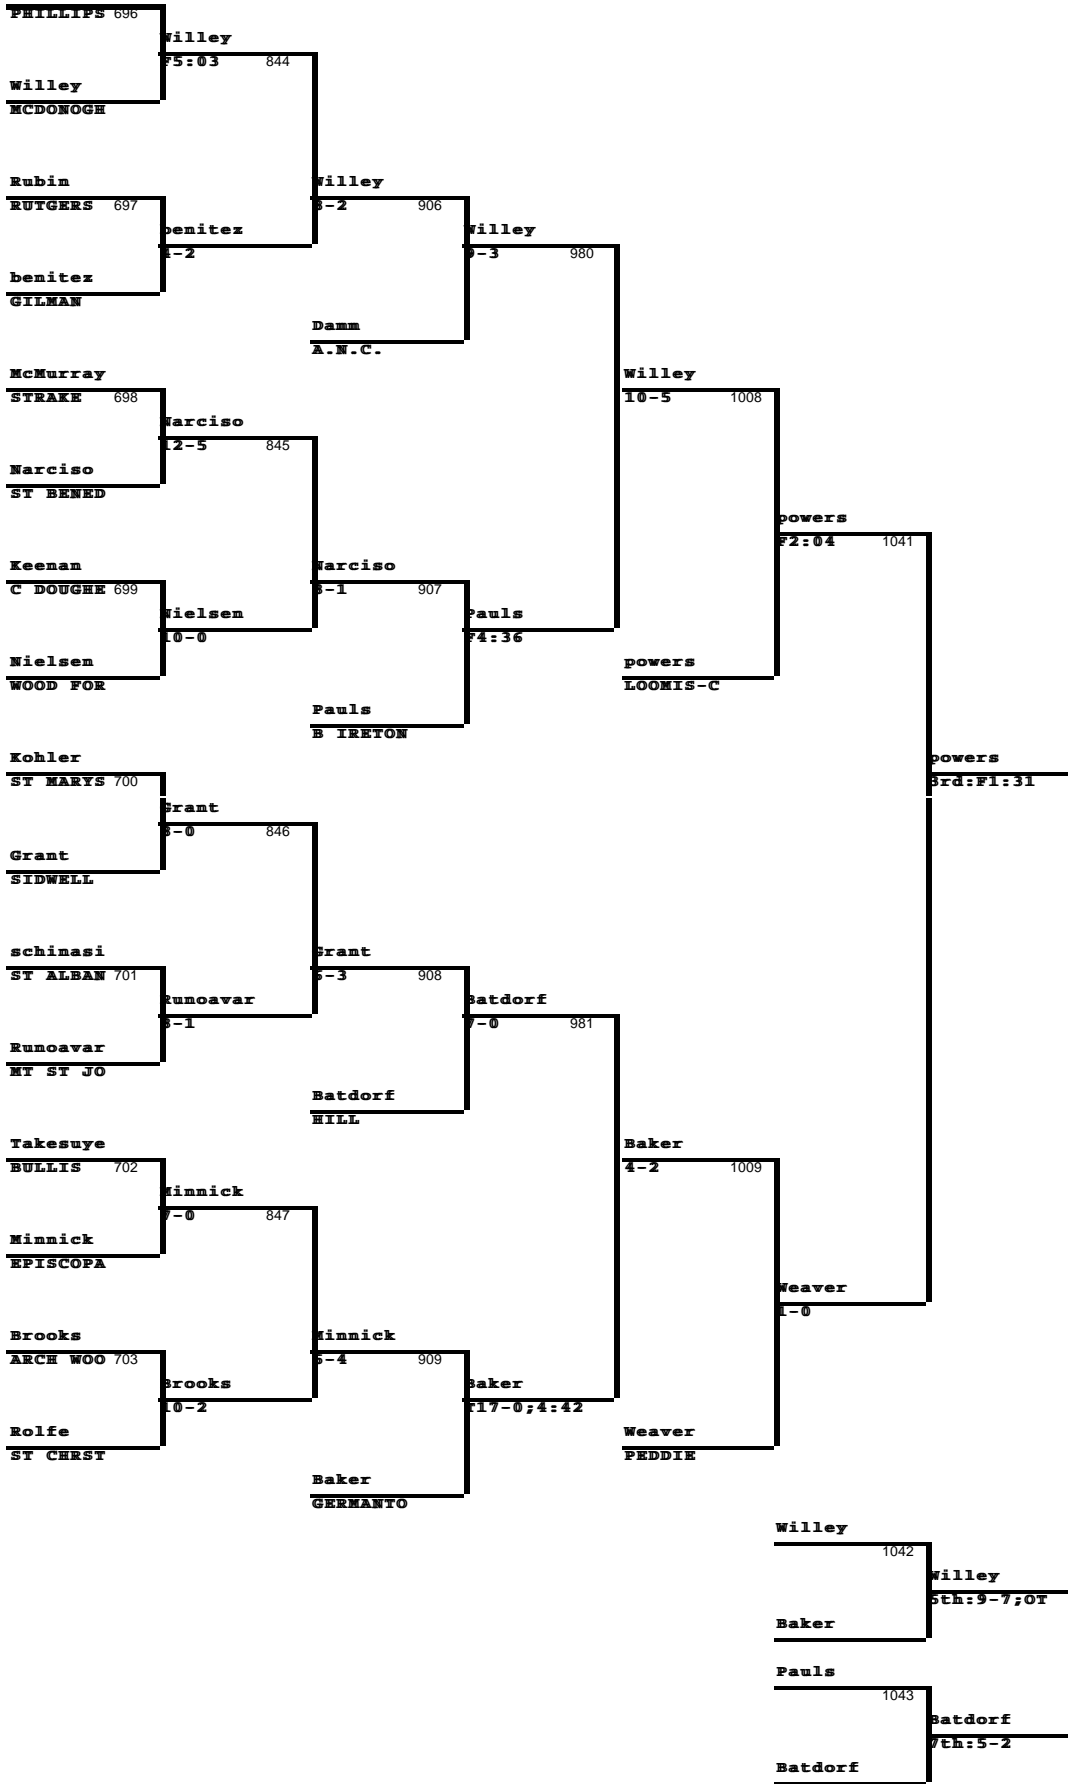 PHILLIPS 696
Willey
F5:03 844
Willey
MCDONOGH
Rubin
Willey
RUTGERS 697
8-2 906
benitez
Willey
4-2
9-3 980
benitez
GILMAN
Damm
A.N.C.
McMurray
Willey
STRAKE 698
10-5 1008
Narciso
12-5 845
Narciso
ST BENED
powers
F2:04 1041
Keenan
Narciso
C DOUGHE 699
907
Nielsen
Pauls
10-0
F4:36
Nielsen
powers
WOOD FOR
LOOMIS-C
Pauls
B IRETON
Kohler
powers
ST MARYS 700
3rd:F1:31
Grant
846
Grant
SIDWELL
schinasi
Grant
ST ALBAN 701
908
Runoavar
Batdorf
7-0 981
Runoavar
MT ST JO
Batdorf
HILL
Takesuye
Baker
BULLIS 702
4-2 1009
Minnick
7-0 847
Minnick
EPISCOPA
Weaver
1-0
Brooks
Minnick
ARCH WOO 703
909
Brooks
Baker
10-2
T17-0;4:42
Rolfe
Weaver
ST CHRST
PEDDIE
Baker
GERMANTO
Willey
1042
Willey
5th:9-7;OT
Baker
Pauls
1043
Batdorf
7th:5-2
Batdorf